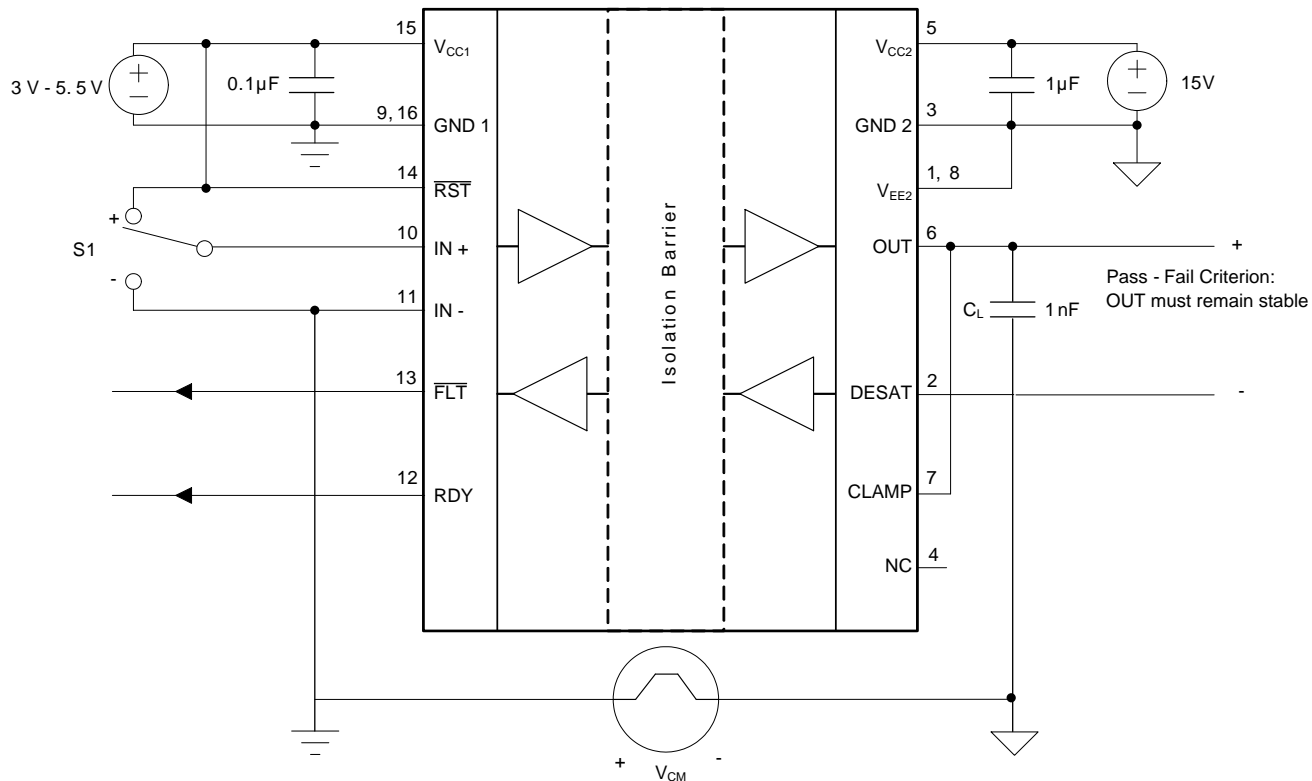 15
VCC1
5
VCC2
+
3 V - 5. 5 V
0.1µF
+
1µF
15V
9, 16
GND 1
3
GND 2
14
RST
1, 8
VEE2
+
S1
10
IN +
6
OUT
+
-
11
IN -
Isolation Barrier
Pass - Fail Criterion:
OUT must remain stable
CL
1 nF
13
FLT
2
DESAT
-
12
RDY
7
CLAMP
4
NC
+
-
VCM